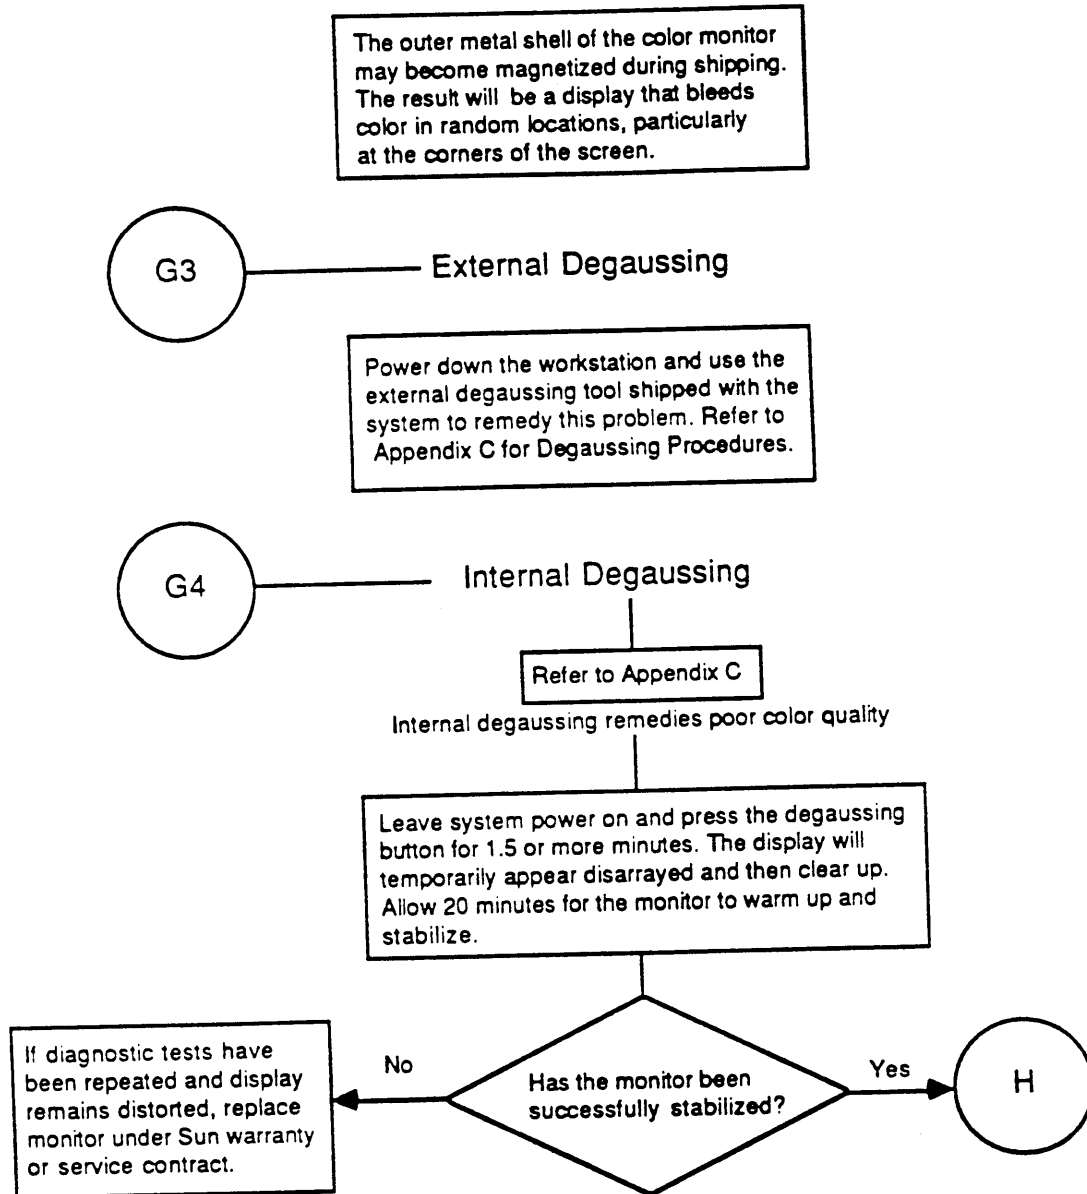 The outer metal shell of the color monitor
may become magnetized during shipping.
The result will be a display that bleeds
color in random locations, particularly
at the corners of the screen.
G3
External Degaussing
Power down the workstation and use the
external degaussing tool shipped with the
system to remedy this problem. Refer to
Appendix C for Degaussing Procedures.
G4
Internal Degaussing
Refer to Appendix C
Internal degaussing remedies poor color quality
Leave system power on and press the degaussing
button for 1.5 or more minutes. The display will
temporarily appear disarrayed and then clear up.
Allow 20 minutes for the monitor to warm up and
stabilize.
If diagnostic tests have
been repeated and display
remains distorted, replace
monitor under Sun warranty
or service contract.
No
Has the monitor been
successfully stabilized?
Yes
H